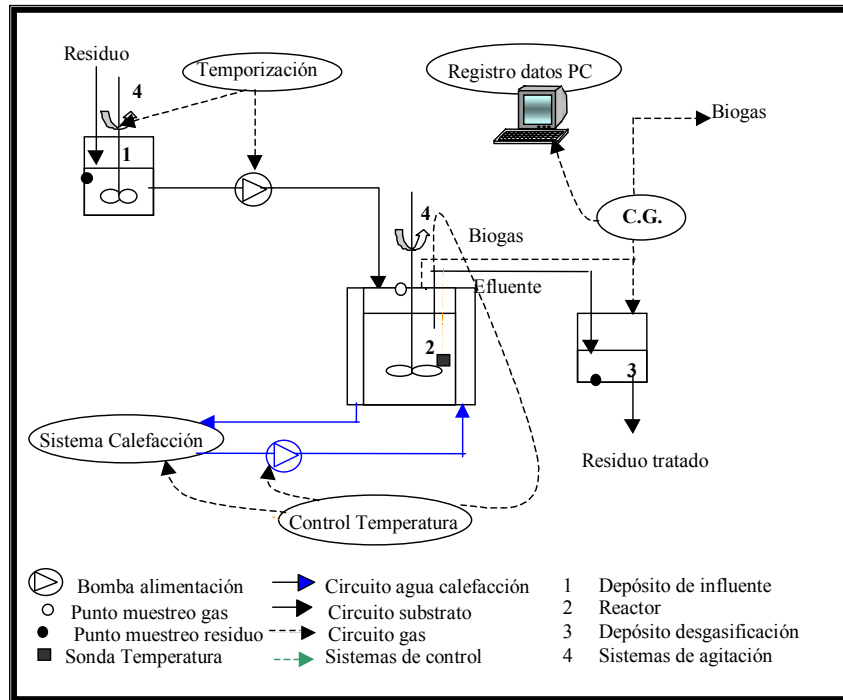 Residuo
Temporización
4
Registro datos PC
Biogas
1
C.G.
4
Biogas
Efluente
2
3
Sistema Calefacción
Residuo tratado
Control Temperatura
Bomba alimentación
Circuito agua calefacción
1 Depósito de influente
Punto muestreo gas
Circuito substrato
2 Reactor
Punto muestreo residuo
Circuito gas
3 Depósito desgasificación
Sonda Temperatura
Sistemas de control
4 Sistemas de agitación